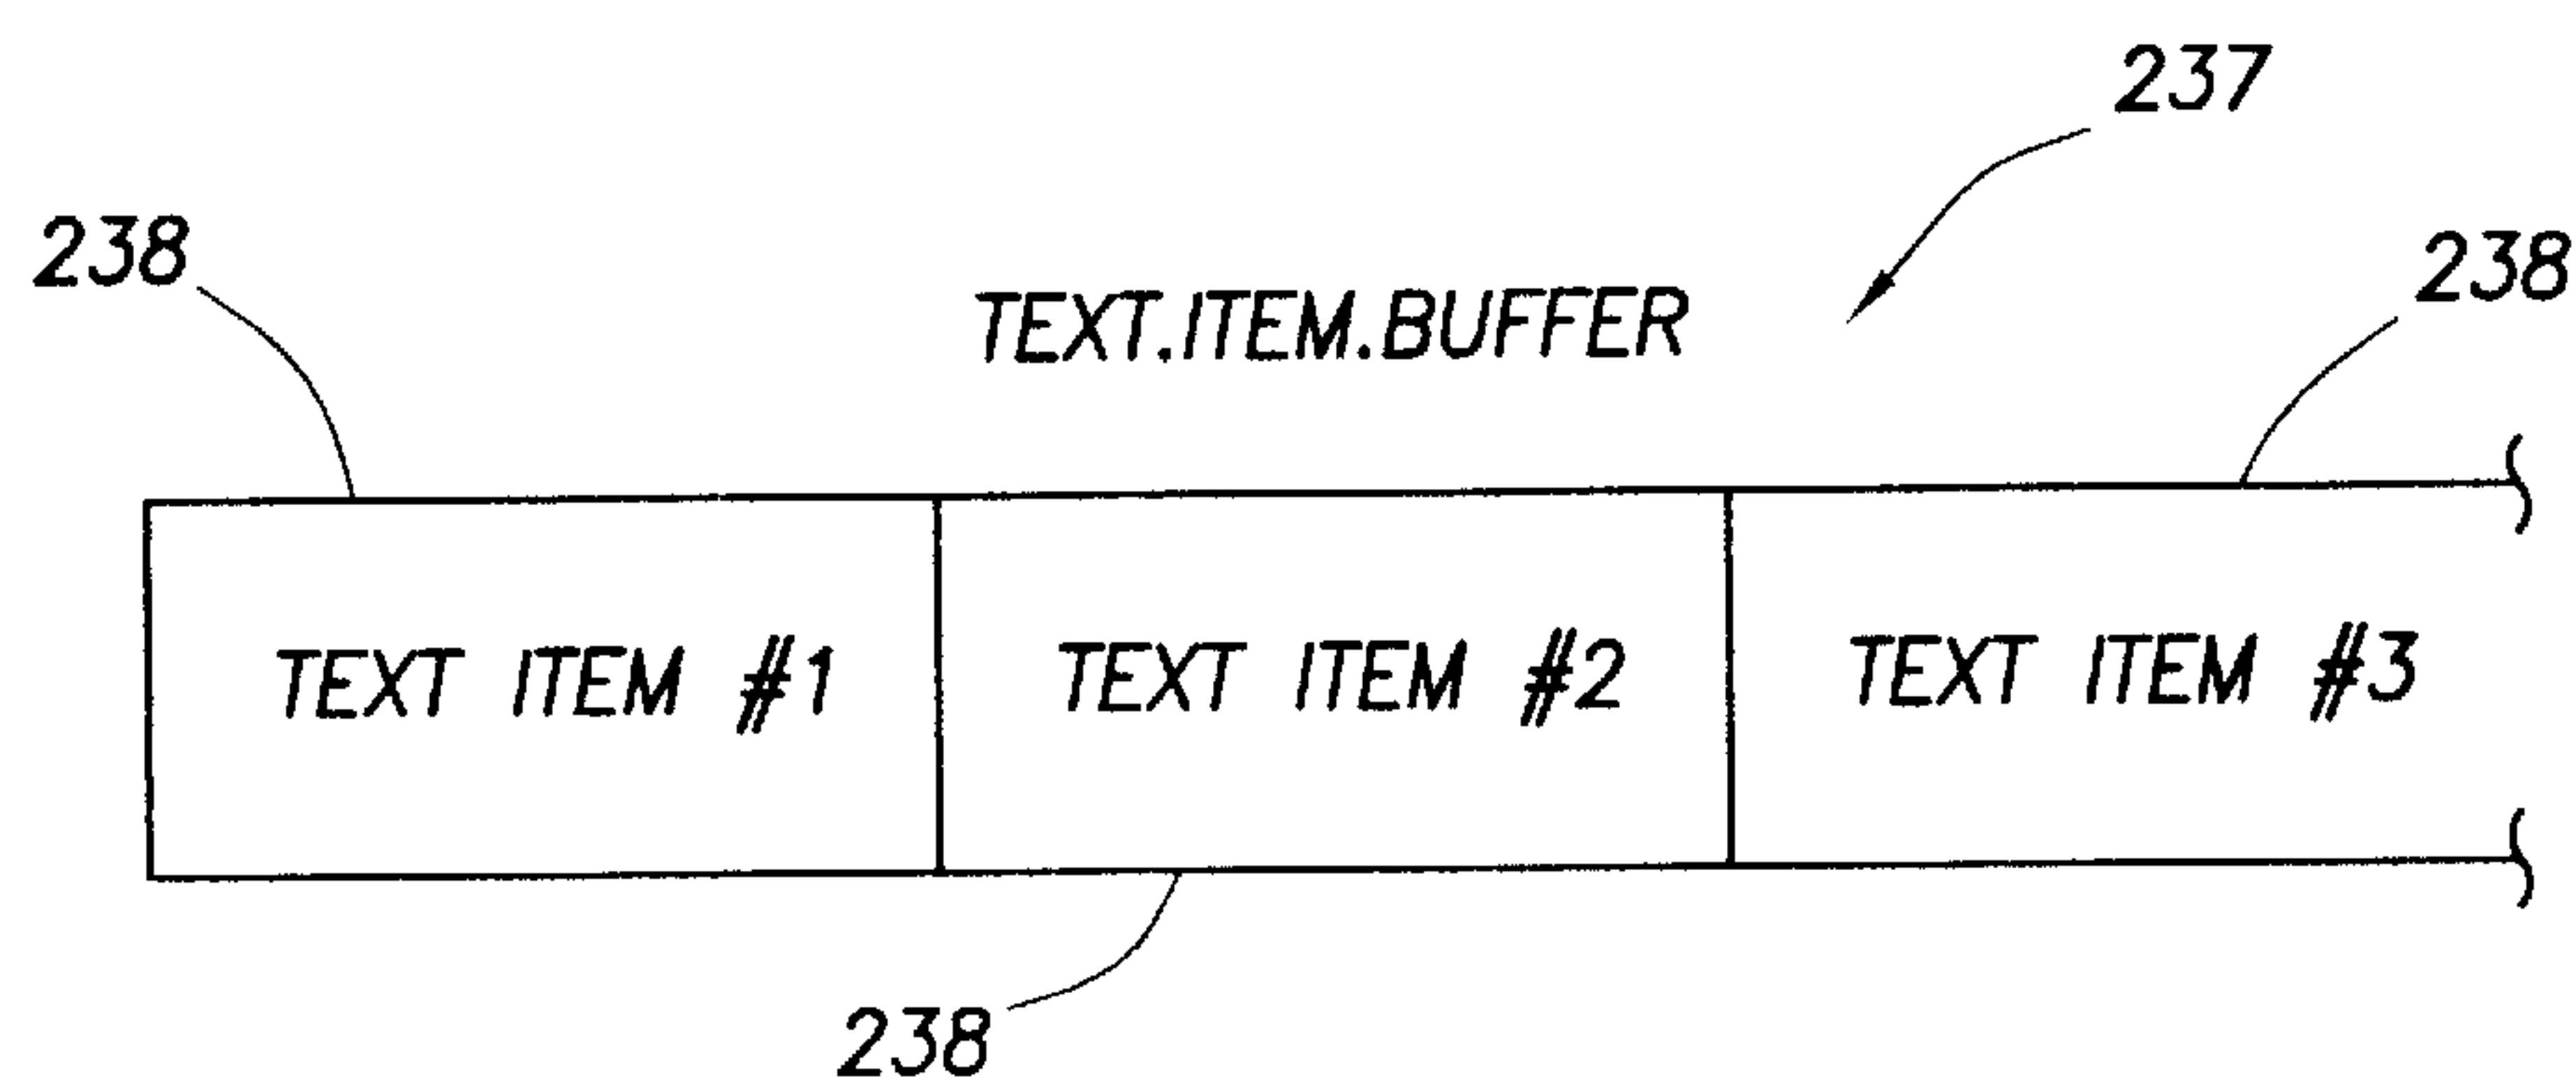 237
238
TEXT.ITEM.BUFFER
238
TEXT ITEM #1
TEXT ITEM #2
TEXT ITEM #3
238